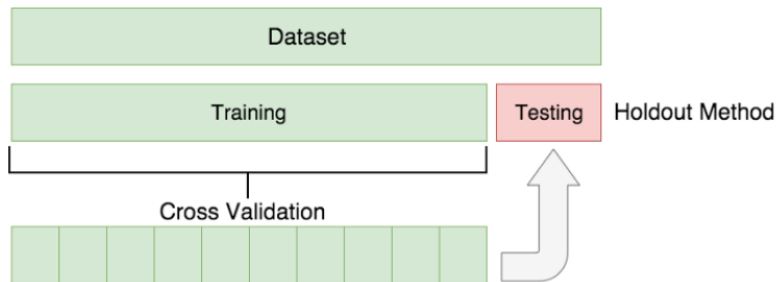 Dataset
Training
Testing
Holdout Method
Cross Validation